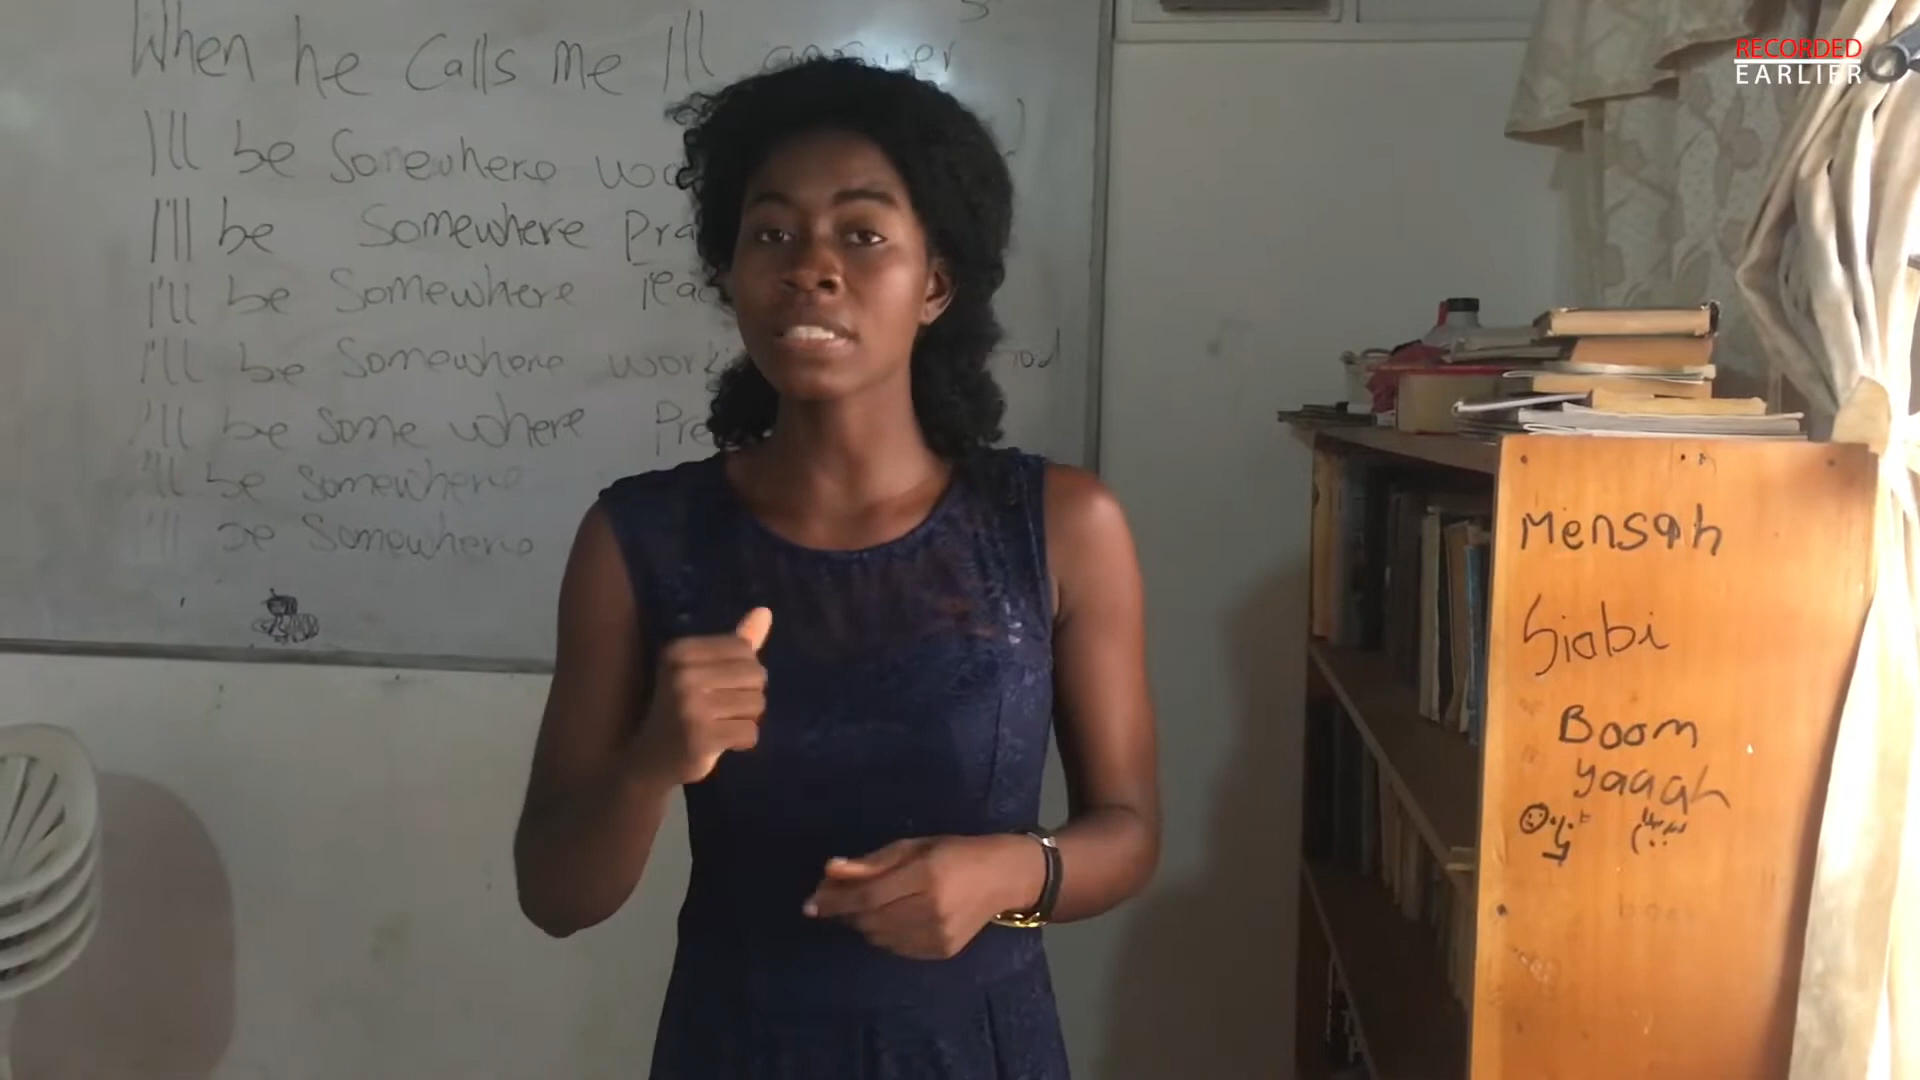 When he calls me I'll answer
I'll be Somewhere
I'll be Somewhere
I'll be Somewhere
I'll be Somewhere
I'll be some where
I'll be somewhere
I'll be Somewhere
RECORDED
EARLIER
Mensah
Siabi
Boom
yaaah